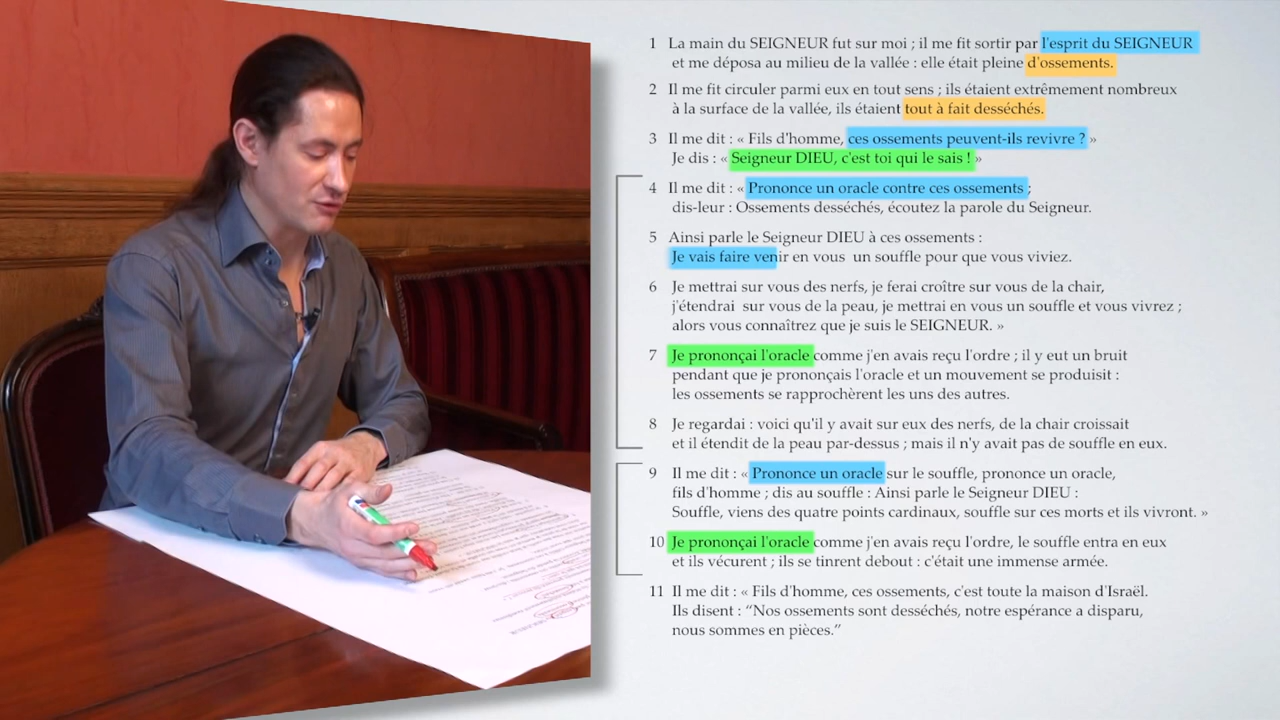 1 La main du SEIGNEUR fut sur moi ; il me fit sortir par l'esprit du SEIGNEUR
et me déposa au milieu de la vallée : elle était pleine d'ossements.
2 Il me fit circuler parmi eux en tout sens ; ils étaient extrêmement nombreux
à la surface de la vallée, ils étaient tout à fait desséchés.
3 Il me dit : « Fils d'homme, ces ossements peuvent-ils revivre ? »
Je dis : « Seigneur DIEU, c'est toi qui le sais ! »
4 Il me dit : « Prononce un oracle contre ces ossements ;
dis-leur : Ossements desséchés, écoutez la parole du Seigneur.
5 Ainsi parle le Seigneur DIEU à ces ossements :
Je vais faire venir en vous un souffle pour que vous viviez.
6 Je mettrai sur vous des nerfs, je ferai croître sur vous de la chair,
j'étendrai sur vous de la peau, je mettrai en vous un souffle et vous vivrez ;
alors vous connaîtrez que je suis le SEIGNEUR. »
7 Je prononçai l'oracle comme j'en avais reçu l'ordre ; il y eut un bruit
pendant que je prononçais l'oracle et un mouvement se produisit :
les ossements se rapprochèrent les uns des autres.
8 Je regardai : voici qu'il y avait sur eux des nerfs, de la chair croissait
et il étendit de la peau par-dessus ; mais il n'y avait pas de souffle en eux.
9 Il me dit : « Prononce un oracle sur le souffle, prononce un oracle,
fils d'homme ; dis au souffle : Ainsi parle le Seigneur DIEU :
Souffle, viens des quatre points cardinaux, souffle sur ces morts et ils vivront. »
10 Je prononçai l'oracle comme j'en avais reçu l'ordre, le souffle entra en eux
et ils vécurent ; ils se tinrent debout : c'était une immense armée.
11 Il me dit : « Fils d'homme, ces ossements, c'est toute la maison d'Israël.
Ils disent : “Nos ossements sont desséchés, notre espérance a disparu,
nous sommes en pièces.”